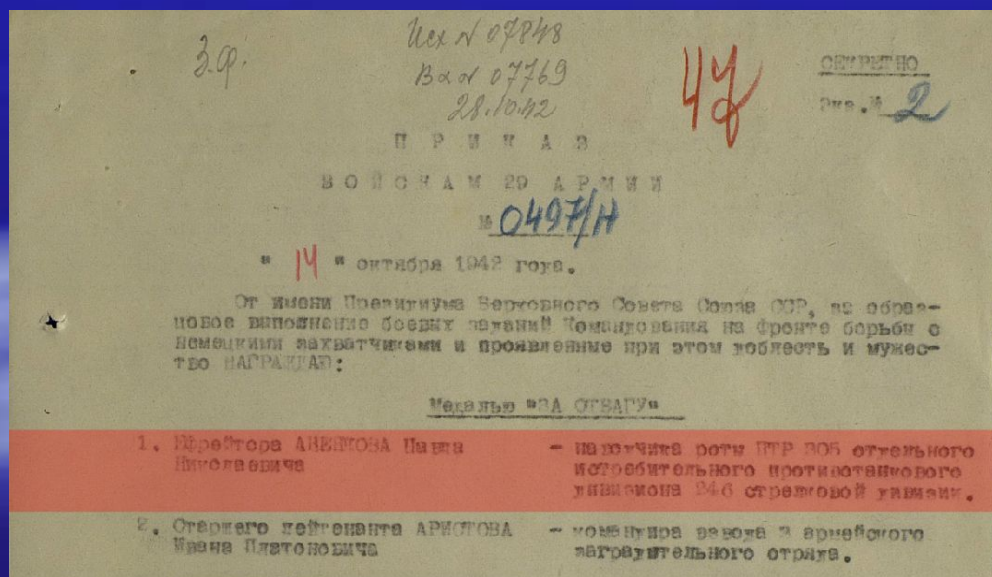 З.ф.
Исх № 07848
Вх № 07769
28.10.42
47
СЕКРЕТНО
Экз.№ 2
ПРИКАЗ
ВОЙСКАМ 29 АРМИИ
№ 0497/Н
" 14 " октября 1942 года.
От имени Президиума Верховного Совета Союза ССР, за образ-
цовое выполнение боевых заданий Командования на фронте борьбы с
немецкими захватчиками и проявленные при этом доблесть и мужес-
тво НАГРАЖДАЮ:
Медалью "ЗА ОТВАГУ"
1. Ефрейтора Павла
Николаевича
- наводчика роты ПТР 305 отдельного
истребительного противотанкового
дивизиона 246 стрелковой дивизии.
2. Старшего лейтенанта АРИСТОВА
Ивана Платоновича
- командира взвода 3 армейского
заградительного отряда.